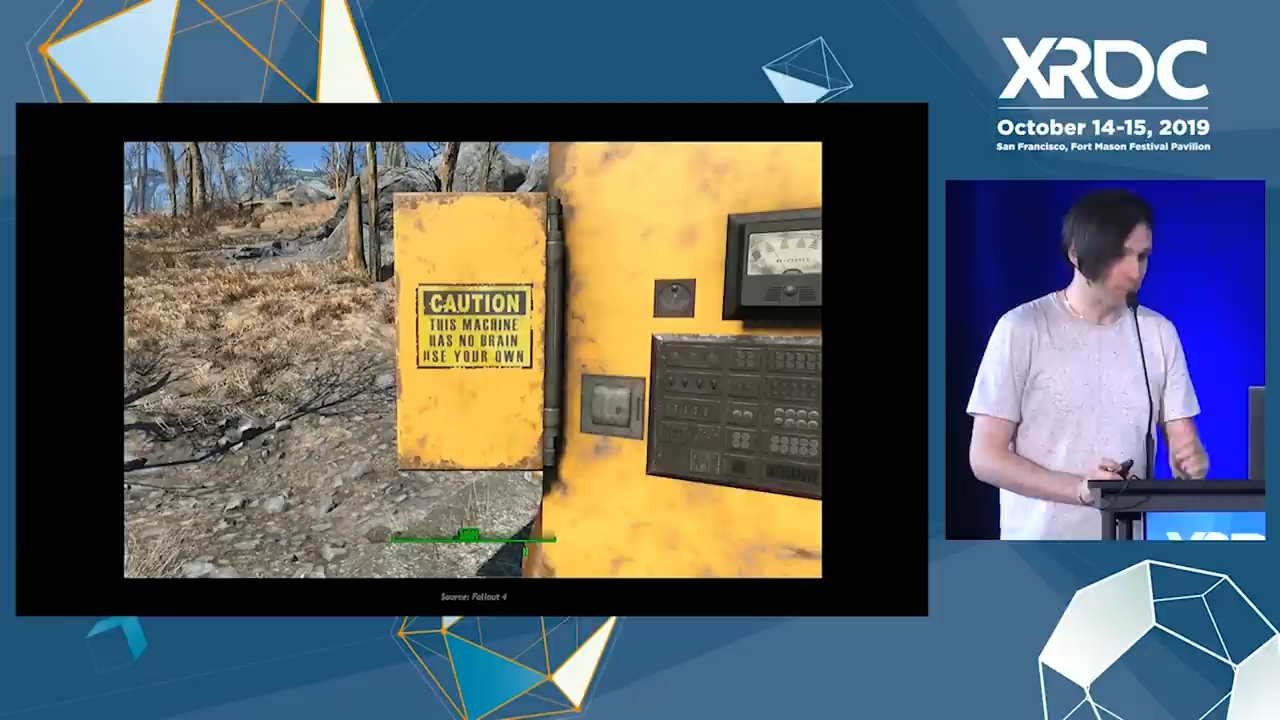 XRDC
October 14-15, 2019
San Francisco, Fort Mason Festival Pavilion
CAUTION
THIS MACHINE
HAS NO BRAIN
USE YOUR OWN
N
Source: Fallout 4